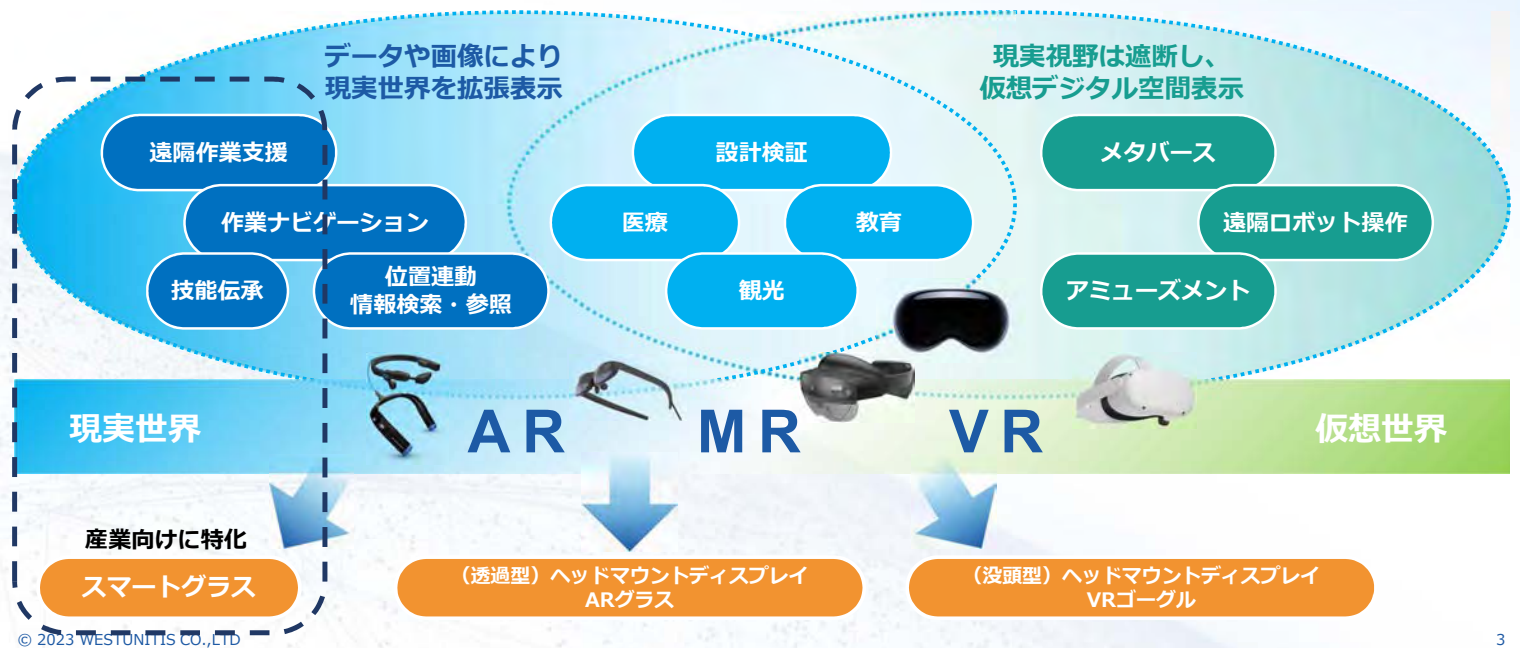 データや画像により
現実世界を拡張表示
現実視野は遮断し、
仮想デジタル空間表示
遠隔作業支援
設計検証
メタバース
作業ナビゲーション
医療
教育
遠隔ロボット操作
技能伝承
位置連動
情報検索・参照
観光
アミューズメント
現実世界
AR
MR
VR
仮想世界
産業向けに特化
スマートグラス
（透過型）ヘッドマウントディスプレイ
ARグラス
（没頭型）ヘッドマウントディスプレイ
VRゴーグル
© 2023 WESTUNITIS CO.,LTD
3